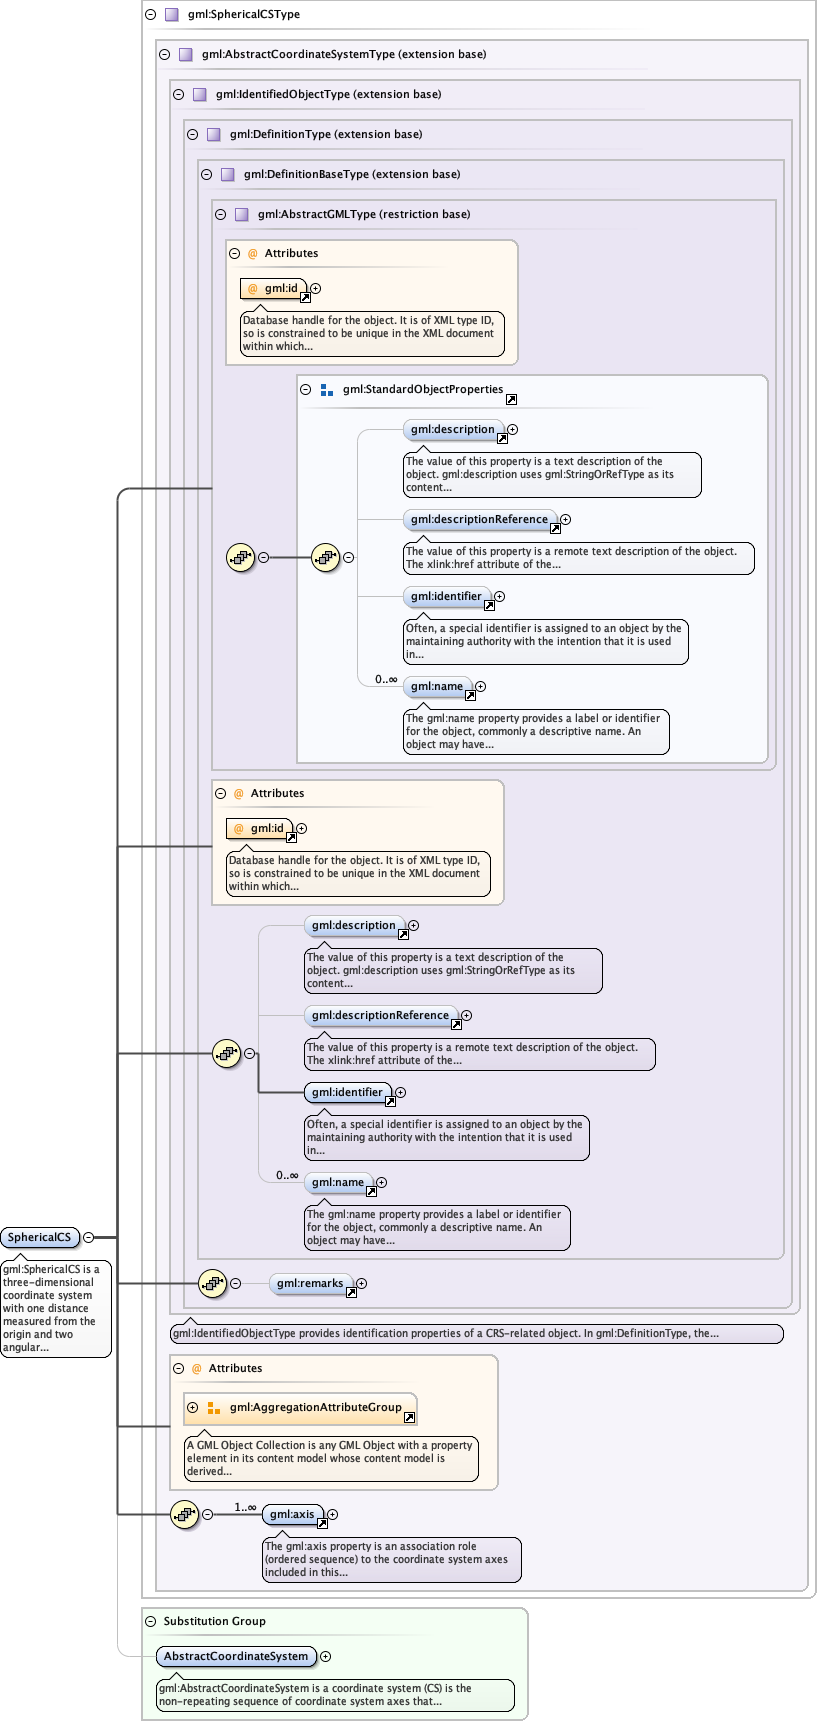 gml:SphericalCSType
gml:AbstractCoordinateSystemType (extension base)
gml:IdentifiedObjectType (extension base)
gml:DefinitionType (extension base)
gml:DefinitionBaseType (extension base)
gml:AbstractGMLType (restriction base)
@ Attributes
@ gml:id
Database handle for the object. It is of XML type ID,
so is constrained to be unique in the XML document
within which...
gml:StandardObjectProperties
gml:description
The value of this property is a text description of the
object. gml:description uses gml:StringOrRefType as its
content...
gml:descriptionReference
The value of this property is a remote text description of the object.
The xlink:href attribute of the...
gml:identifier
Often, a special identifier is assigned to an object by the
maintaining authority with the intention that it is used
in...
0..∞
gml:name
The gml:name property provides a label or identifier
for the object, commonly a descriptive name. An
object may have...
@ Attributes
@ gml:id
Database handle for the object. It is of XML type ID,
so is constrained to be unique in the XML document
within which...
gml:description
The value of this property is a text description of the
object. gml:description uses gml:StringOrRefType as its
content...
gml:descriptionReference
The value of this property is a remote text description of the object.
The xlink:href attribute of the...
gml:identifier
Often, a special identifier is assigned to an object by the
maintaining authority with the intention that it is used
in...
0..∞
gml:name
The gml:name property provides a label or identifier
for the object, commonly a descriptive name. An
object may have...
SphericalCS
gml:SphericalCS is a
three-dimensional
coordinate system
with one distance
measured from the
origin and two
angular...
gml:remarks
gml:IdentifiedObjectType provides identification properties of a CRS-related object. In gml:DefinitionType, the...
@ Attributes
gml:AggregationAttributeGroup
A GML Object Collection is any GML Object with a property
element in its content model whose content model is
derived...
1..∞
gml:axis
The gml:axis property is an association role
(ordered sequence) to the coordinate system axes
included in this...
Substitution Group
AbstractCoordinateSystem
gml:AbstractCoordinateSystem is a coordinate system (CS) is the
non-repeating sequence of coordinate system axes that...